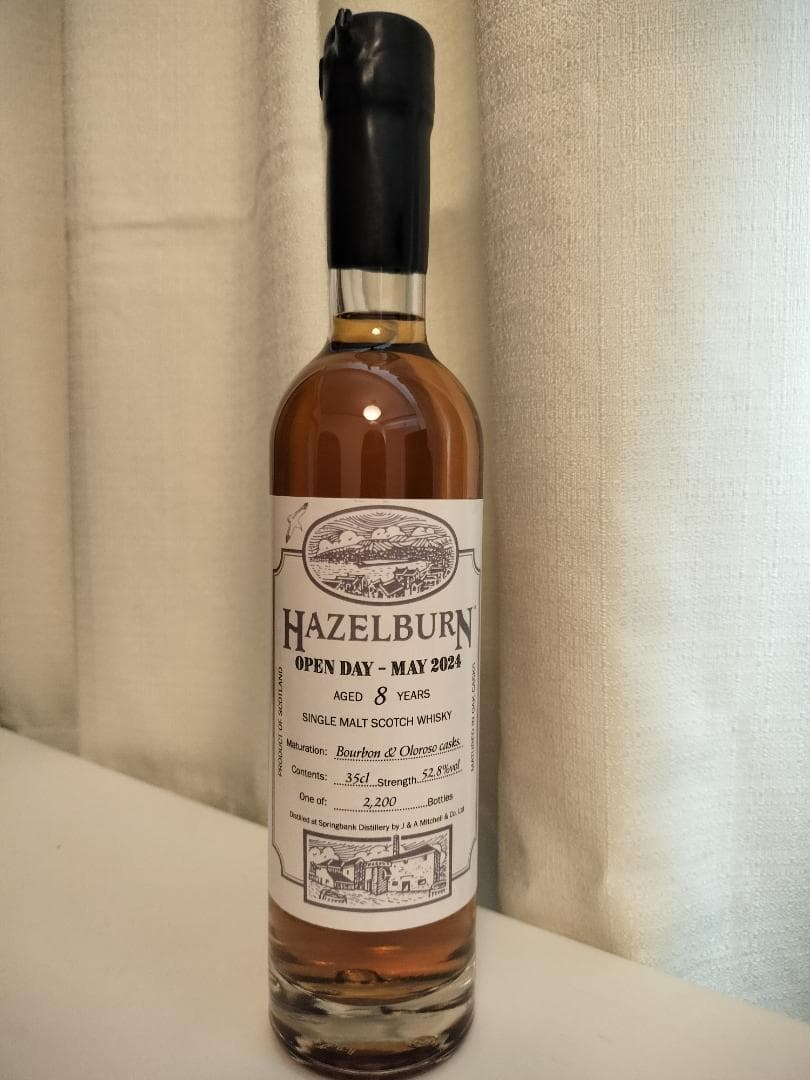 HAZELBURN
OPEN DAY - MAY 2024
AGED 8 YEARS
SINGLE MALT SCOTCH WHISKY
Maturation: Bourbon & Oloroso casks.
Contents: 35cl Strength 52.8%vol
One of: 2,200 Bottles
Distilled at Springbank Distillery by J & A Mitchell & Co. Ltd
PRODUCT OF SCOTLAND
MATURED IN OAK CASKS